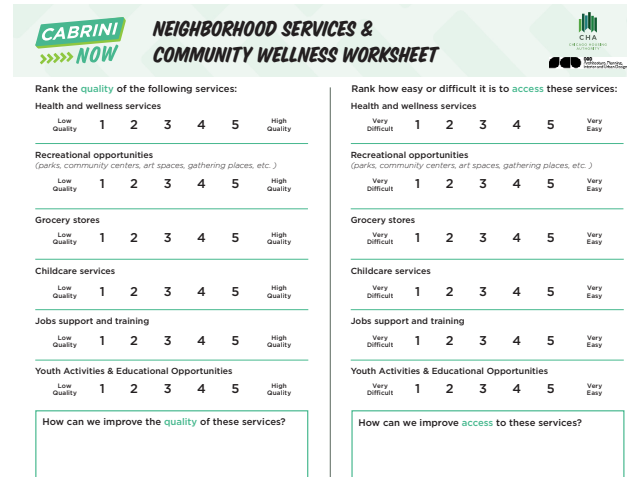 CABRINI
NOW
NEIGHBORHOOD SERVICES &
COMMUNITY WELLNESS WORKSHEET
CHA
CHICAGO HOUSING
AUTHORITY
Rank the quality of the following services:
Health and wellness services
Low Quality 1 2 3 4 5 High Quality
Recreational opportunities
(parks, community centers, art spaces, gathering places, etc. )
Low Quality 1 2 3 4 5 High Quality
Grocery stores
Low Quality 1 2 3 4 5 High Quality
Childcare services
Low Quality 1 2 3 4 5 High Quality
Jobs support and training
Low Quality 1 2 3 4 5 High Quality
Youth Activities & Educational Opportunities
Low Quality 1 2 3 4 5 High Quality
How can we improve the quality of these services?
Rank how easy or difficult it is to access these services:
Health and wellness services
Very Difficult 1 2 3 4 5 Very Easy
Recreational opportunities
(parks, community centers, art spaces, gathering places, etc. )
Very Difficult 1 2 3 4 5 Very Easy
Grocery stores
Very Difficult 1 2 3 4 5 Very Easy
Childcare services
Very Difficult 1 2 3 4 5 Very Easy
Jobs support and training
Very Difficult 1 2 3 4 5 Very Easy
Youth Activities & Educational Opportunities
Very Difficult 1 2 3 4 5 Very Easy
How can we improve access to these services?